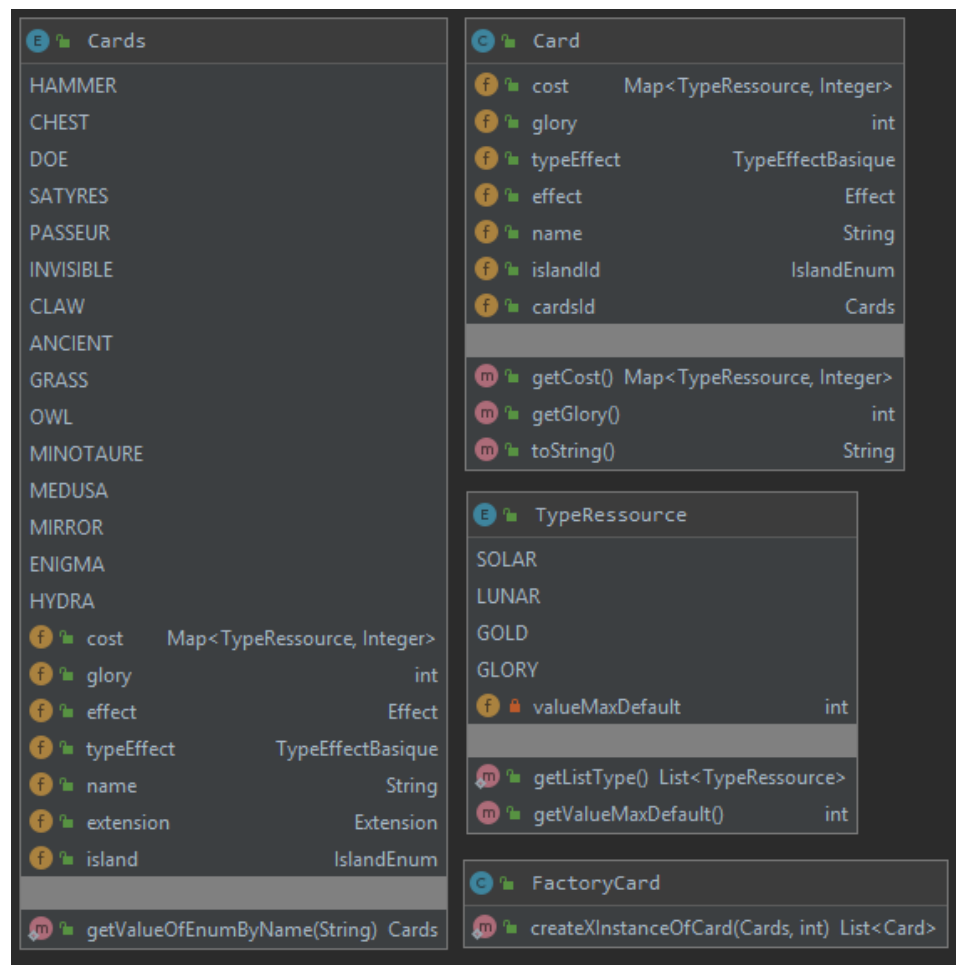 E Cards
HAMMER
CHEST
DOE
SATYRES
PASSEUR
INVISIBLE
CLAW
ANCIENT
GRASS
OWL
MINOTAURE
MEDUSA
MIRROR
ENIGMA
HYDRA
f cost Map<TypeRessource, Integer>
f glory int
f effect Effect
f typeEffect TypeEffectBasique
f name String
f extension Extension
f island IslandEnum
m getValueOfEnumByName(String) Cards
C Card
f cost Map<TypeRessource, Integer>
f glory int
f typeEffect TypeEffectBasique
f effect Effect
f name String
f islandId IslandEnum
f cardsId Cards
m getCost() Map<TypeRessource, Integer>
m getGlory() int
m toString() String
E TypeRessource
SOLAR
LUNAR
GOLD
GLORY
f valueMaxDefault int
m getListType() List<TypeRessource>
m getValueMaxDefault() int
C FactoryCard
m createXInstanceOfCard(Cards, int) List<Card>